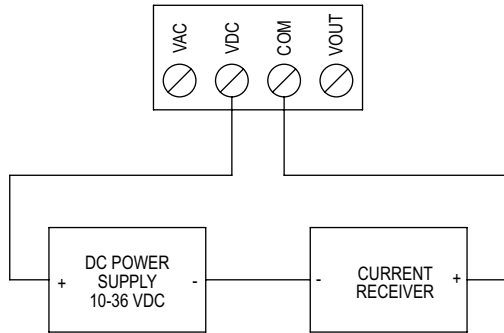 VAC
VDC
COM
VOUT
+
DC POWER
SUPPLY
10-36 VDC
-
-
CURRENT
RECEIVER
+